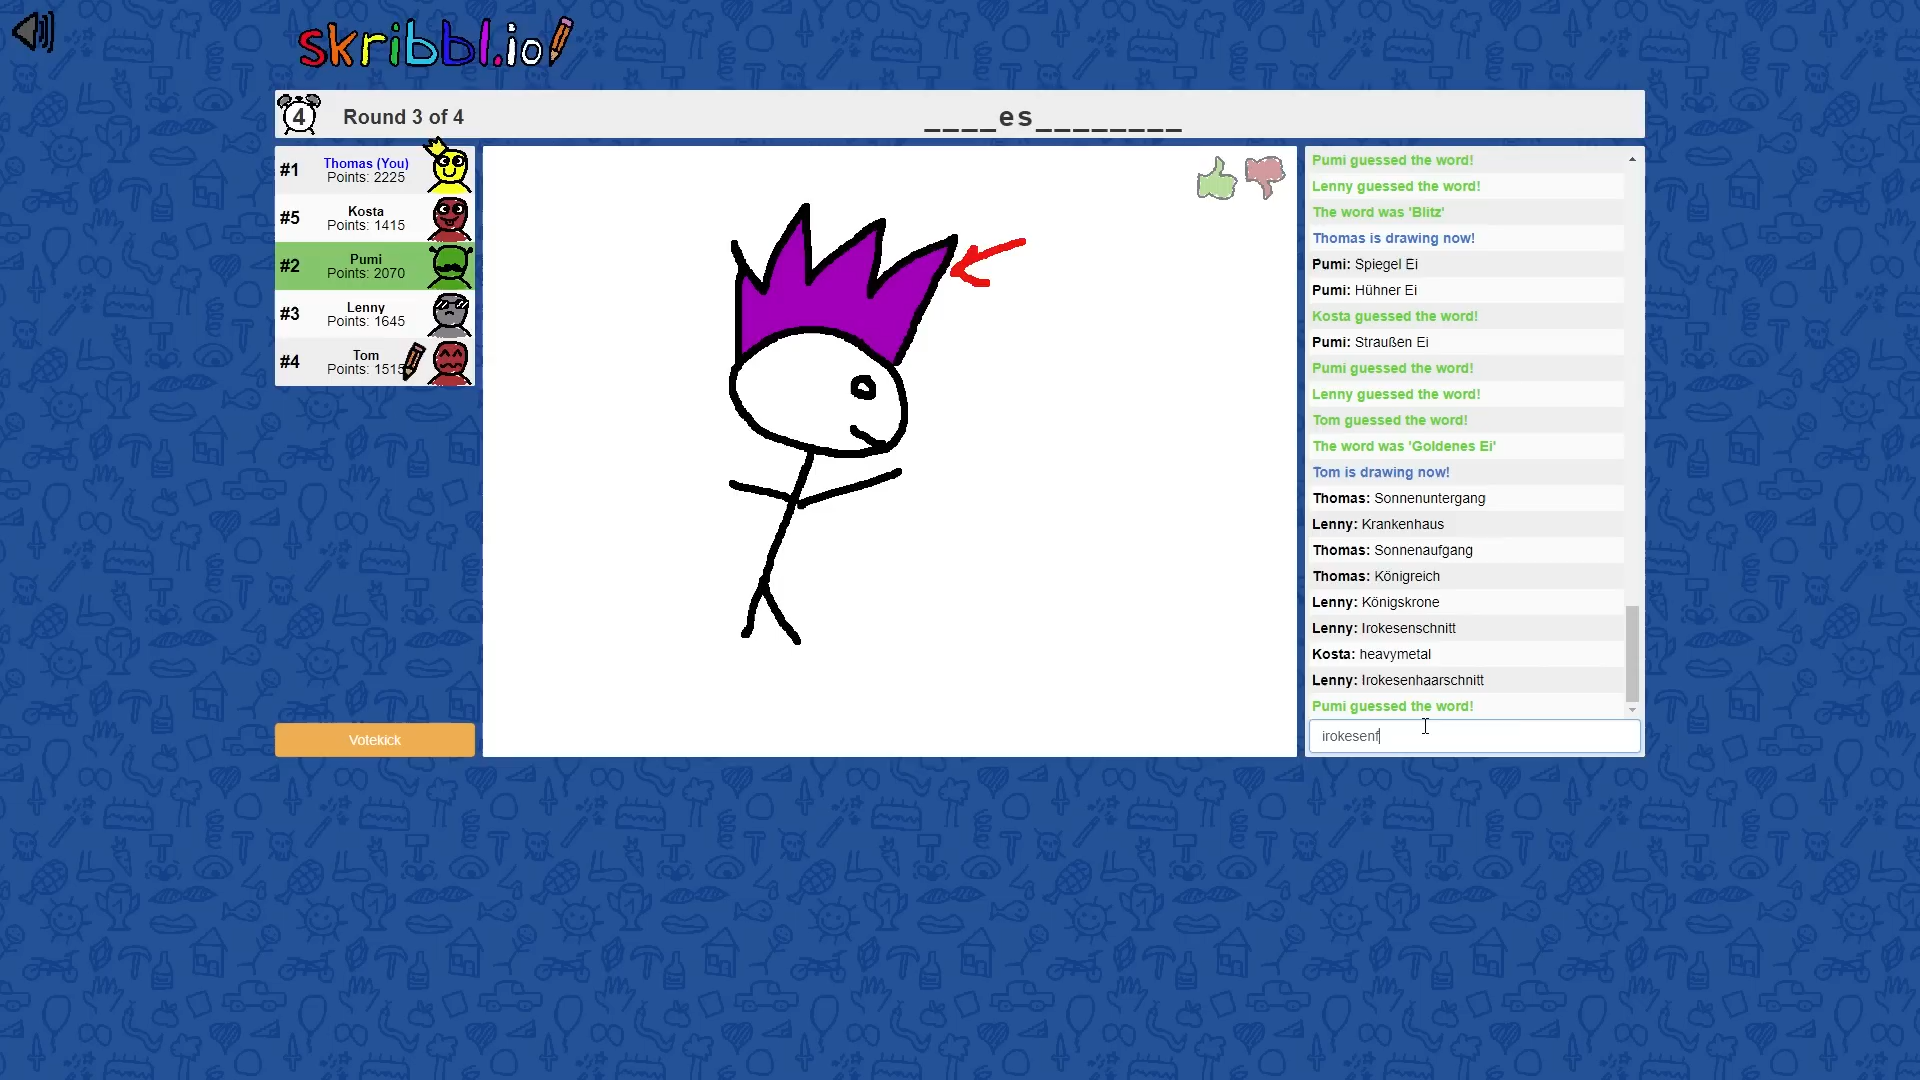 skribbl.io
4
Round 3 of 4
____es________
#1
Thomas (You)
Points: 2225
#5
Kosta
Points: 1415
#2
Pumi
Points: 2070
#3
Lenny
Points: 1645
#4
Tom
Points: 1515
Votekick
Pumi guessed the word!
Lenny guessed the word!
The word was 'Blitz'
Thomas is drawing now!
Pumi: Spiegel Ei
Pumi: Hühner Ei
Kosta guessed the word!
Pumi: Straußen Ei
Pumi guessed the word!
Lenny guessed the word!
Tom guessed the word!
The word was 'Goldenes Ei'
Tom is drawing now!
Thomas: Sonnenuntergang
Lenny: Krankenhaus
Thomas: Sonnenaufgang
Thomas: Königreich
Lenny: Königskrone
Lenny: Irokesenschnitt
Kosta: heavymetal
Lenny: Irokesenhaarschnitt
Pumi guessed the word!
irokesenf